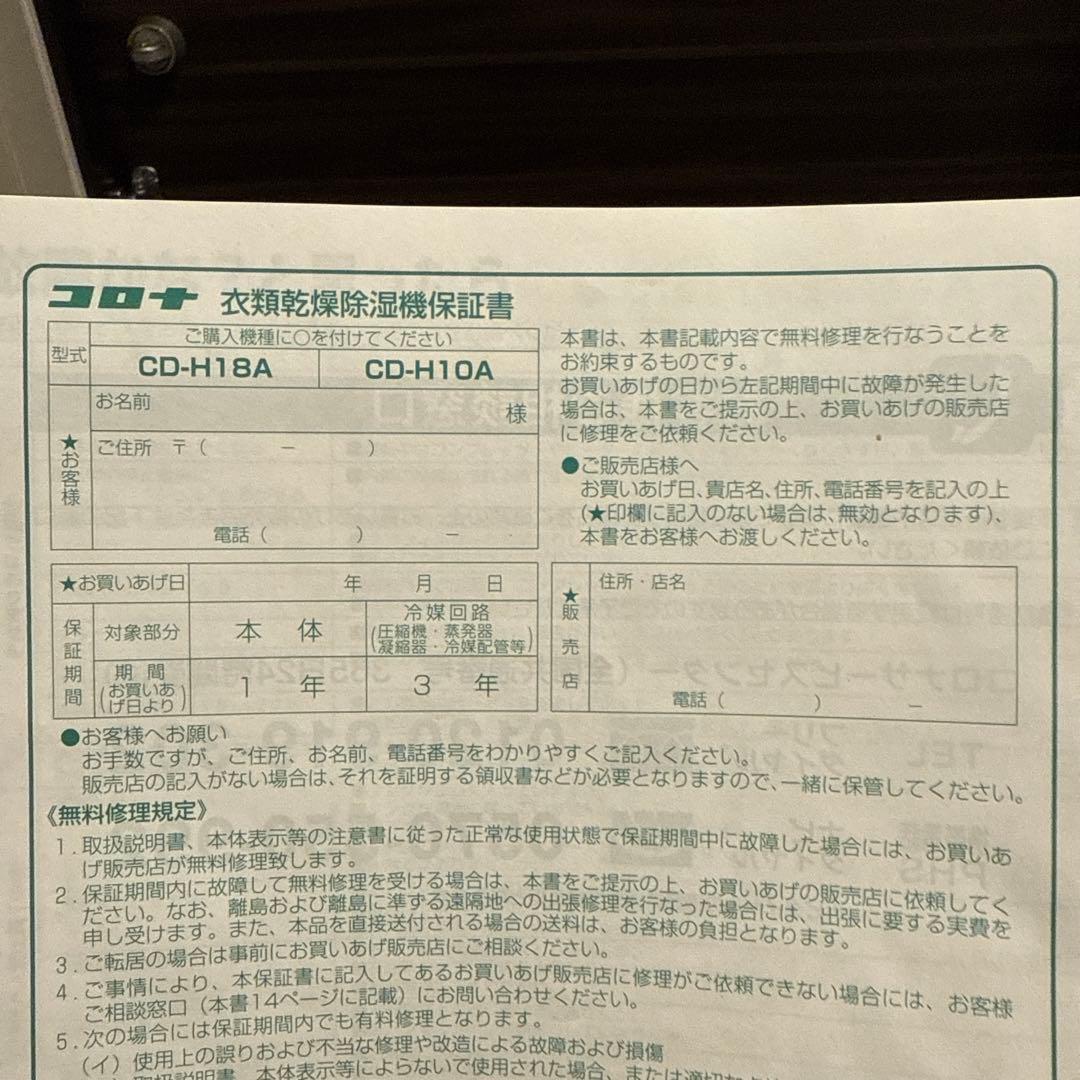 コロナ 衣類乾燥除湿機保証書
型式
ご購入機種に○を付けてください
CD-H18A
CD-H10A
★お客様
お名前
様
ご住所 〒( － )
電話( ) －
本書は、本書記載内容で無料修理を行なうことを
お約束するものです。
お買いあげの日から左記期間中に故障が発生した
場合は、本書をご提示の上、お買いあげの販売店
に修理をご依頼ください。
●ご販売店様へ
お買いあげ日、貴店名、住所、電話番号を記入の上
(★印欄に記入のない場合は、無効となります)、
本書をお客様へお渡しください。
★お買いあげ日
年 月 日
保証期間
対象部分
本 体
冷媒回路
(圧縮機・蒸発器
凝縮器・冷媒配管等)
期 間
(お買いあ
げ日より)
1 年
3 年
★販売店
住所・店名
電話( ) －
●お客様へお願い
お手数ですが、ご住所、お名前、電話番号をわかりやすくご記入ください。
販売店の記入がない場合は、それを証明する領収書などが必要となりますので、一緒に保管してください。
《無料修理規定》
1. 取扱説明書、本体表示等の注意書に従った正常な使用状態で保証期間中に故障した場合には、お買いあ
げ販売店が無料修理致します。
2. 保証期間内に故障して無料修理を受ける場合は、本書をご提示の上、お買いあげの販売店に依頼してく
ださい。なお、離島および離島に準ずる遠隔地への出張修理を行なった場合には、出張に要する実費を
申し受けます。また、本品を直接送付される場合の送料は、お客様の負担となります。
3. ご転居の場合は事前にお買いあげ販売店にご相談ください。
4. ご事情により、本保証書に記入してあるお買いあげ販売店に修理がご依頼できない場合には、お客様
ご相談窓口（本書14ページに記載）にお問い合わせください。
5. 次の場合には保証期間内でも有料修理となります。
（イ）使用上の誤りおよび不当な修理や改造による故障および損傷
取扱説明書、本体表示等によらないで使用された場合、または